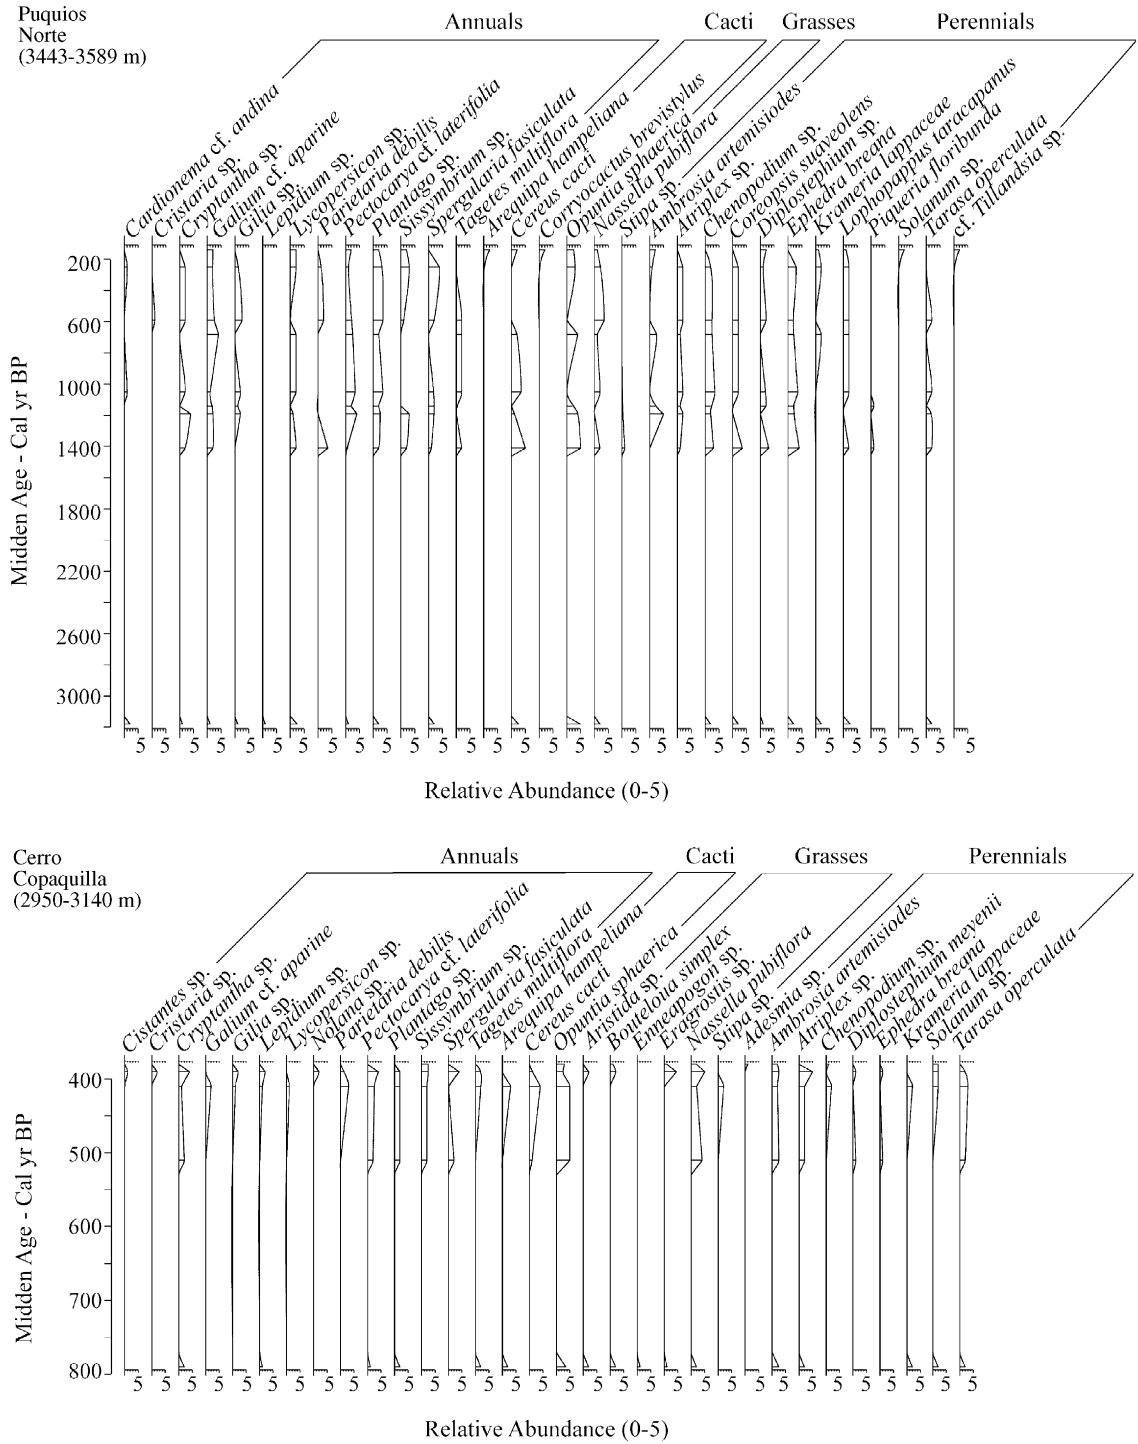 Puquios
Norte
(3443-3589 m)
Annuals
Cacti
Grasses
Perennials
Cardionema cf. andina
Cristaria sp.
Cryptantha sp.
Galium cf. aparine
Gilia sp.
Lepidium sp.
Lycopersicon sp.
Parietaria debilis
Pectocarya cf. laterifolia
Plantago sp.
Sissymbrium sp.
Spergularia fasiculata
Tagetes multiflora
Arequipa hampeliana
Cereus cacti
Corryocactus brevistylus
Opuntia sphaerica
Nassella pubiflora
Stipa sp.
Ambrosia artemisiodes
Atriplex sp.
Chenopodium sp.
Coreopsis suaveolens
Diplostephium sp.
Ephedra breana
Krameria lappaceae
Lophopappus taracapanus
Piqueria floribunda
Solanum sp.
Tarasa operculata
cf. Tillandsia sp.
Midden Age - Cal yr BP
200
600
1000
1400
1800
2200
2600
3000
5 5 5 5 5 5 5 5 5 5 5 5 5 5 5 5 5 5 5 5 5 5 5 5 5 5 5 5 5 5 5
Relative Abundance (0-5)
Cerro
Copaquilla
(2950-3140 m)
Annuals
Cacti
Grasses
Perennials
Cistantes sp.
Cristaria sp.
Cryptantha sp.
Galium cf. aparine
Gilia sp.
Lepidium sp.
Lycopersicon sp.
Nolana sp.
Parietaria debilis
Pectocarya cf. laterifolia
Plantago sp.
Sissymbrium sp.
Spergularia fasiculata
Tagetes multiflora
Arequipa hampeliana
Cereus cacti
Opuntia sphaerica
Aristida sp.
Bouteloua simplex
Enneapogon sp.
Eragrostis sp.
Nassella pubiflora
Stipa sp.
Adesmia sp.
Ambrosia artemisiodes
Atriplex sp.
Chenopodium sp.
Diplostephium meyenii
Ephedra breana
Krameria lappaceae
Solanum sp.
Tarasa operculata
Midden Age - Cal yr BP
400
500
600
700
800
5 5 5 5 5 5 5 5 5 5 5 5 5 5 5 5 5 5 5 5 5 5 5 5 5 5 5 5 5 5 5 5
Relative Abundance (0-5)